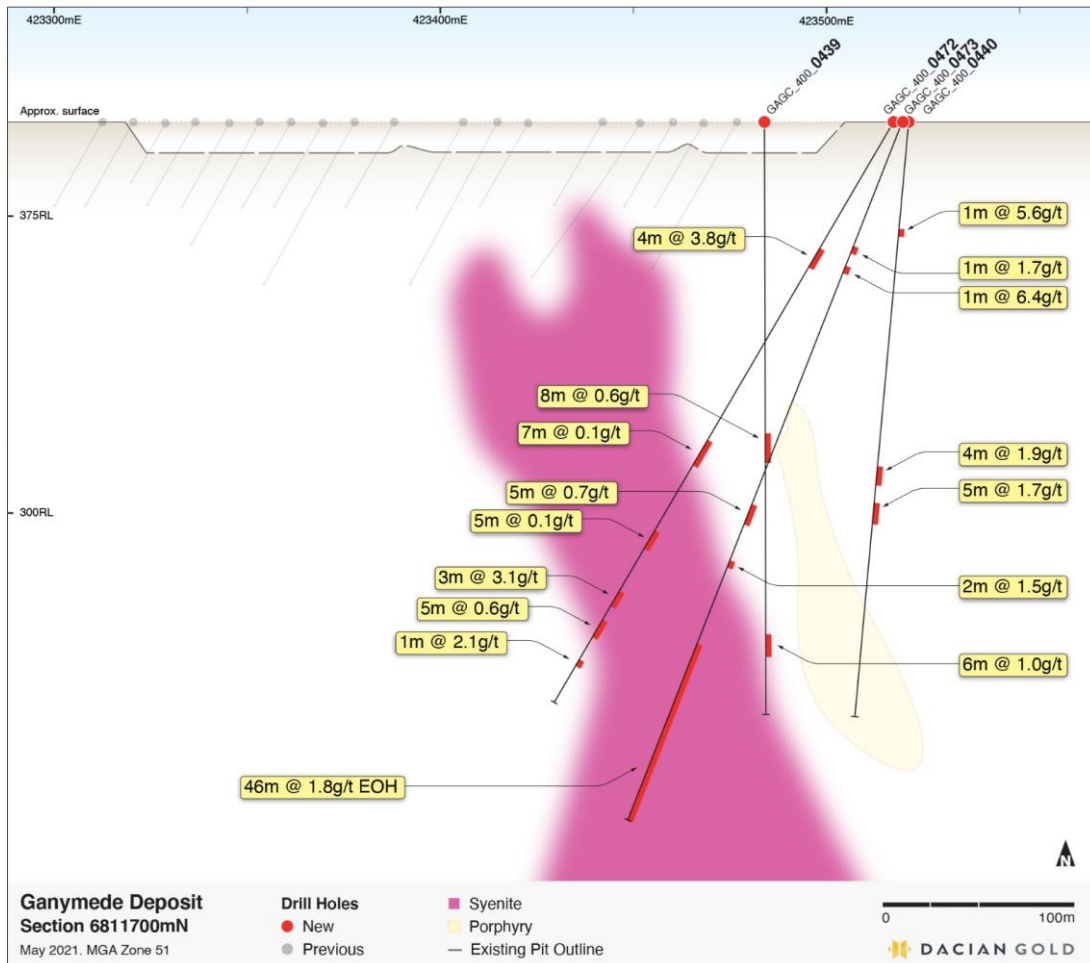 423300mE
423400mE
423500mE
GAGC_400_0439
GAGC_400_0472
GAGC_400_0473
GAGC_400_0440
Approx. surface
375RL
300RL
4m @ 3.8g/t
1m @ 5.6g/t
1m @ 1.7g/t
1m @ 6.4g/t
8m @ 0.6g/t
7m @ 0.1g/t
4m @ 1.9g/t
5m @ 0.7g/t
5m @ 1.7g/t
5m @ 0.1g/t
3m @ 3.1g/t
2m @ 1.5g/t
5m @ 0.6g/t
1m @ 2.1g/t
6m @ 1.0g/t
46m @ 1.8g/t EOH
N
Ganymede Deposit
Section 6811700mN
May 2021. MGA Zone 51
Drill Holes
New
Previous
Syenite
Porphyry
Existing Pit Outline
0
100m
DACIAN GOLD